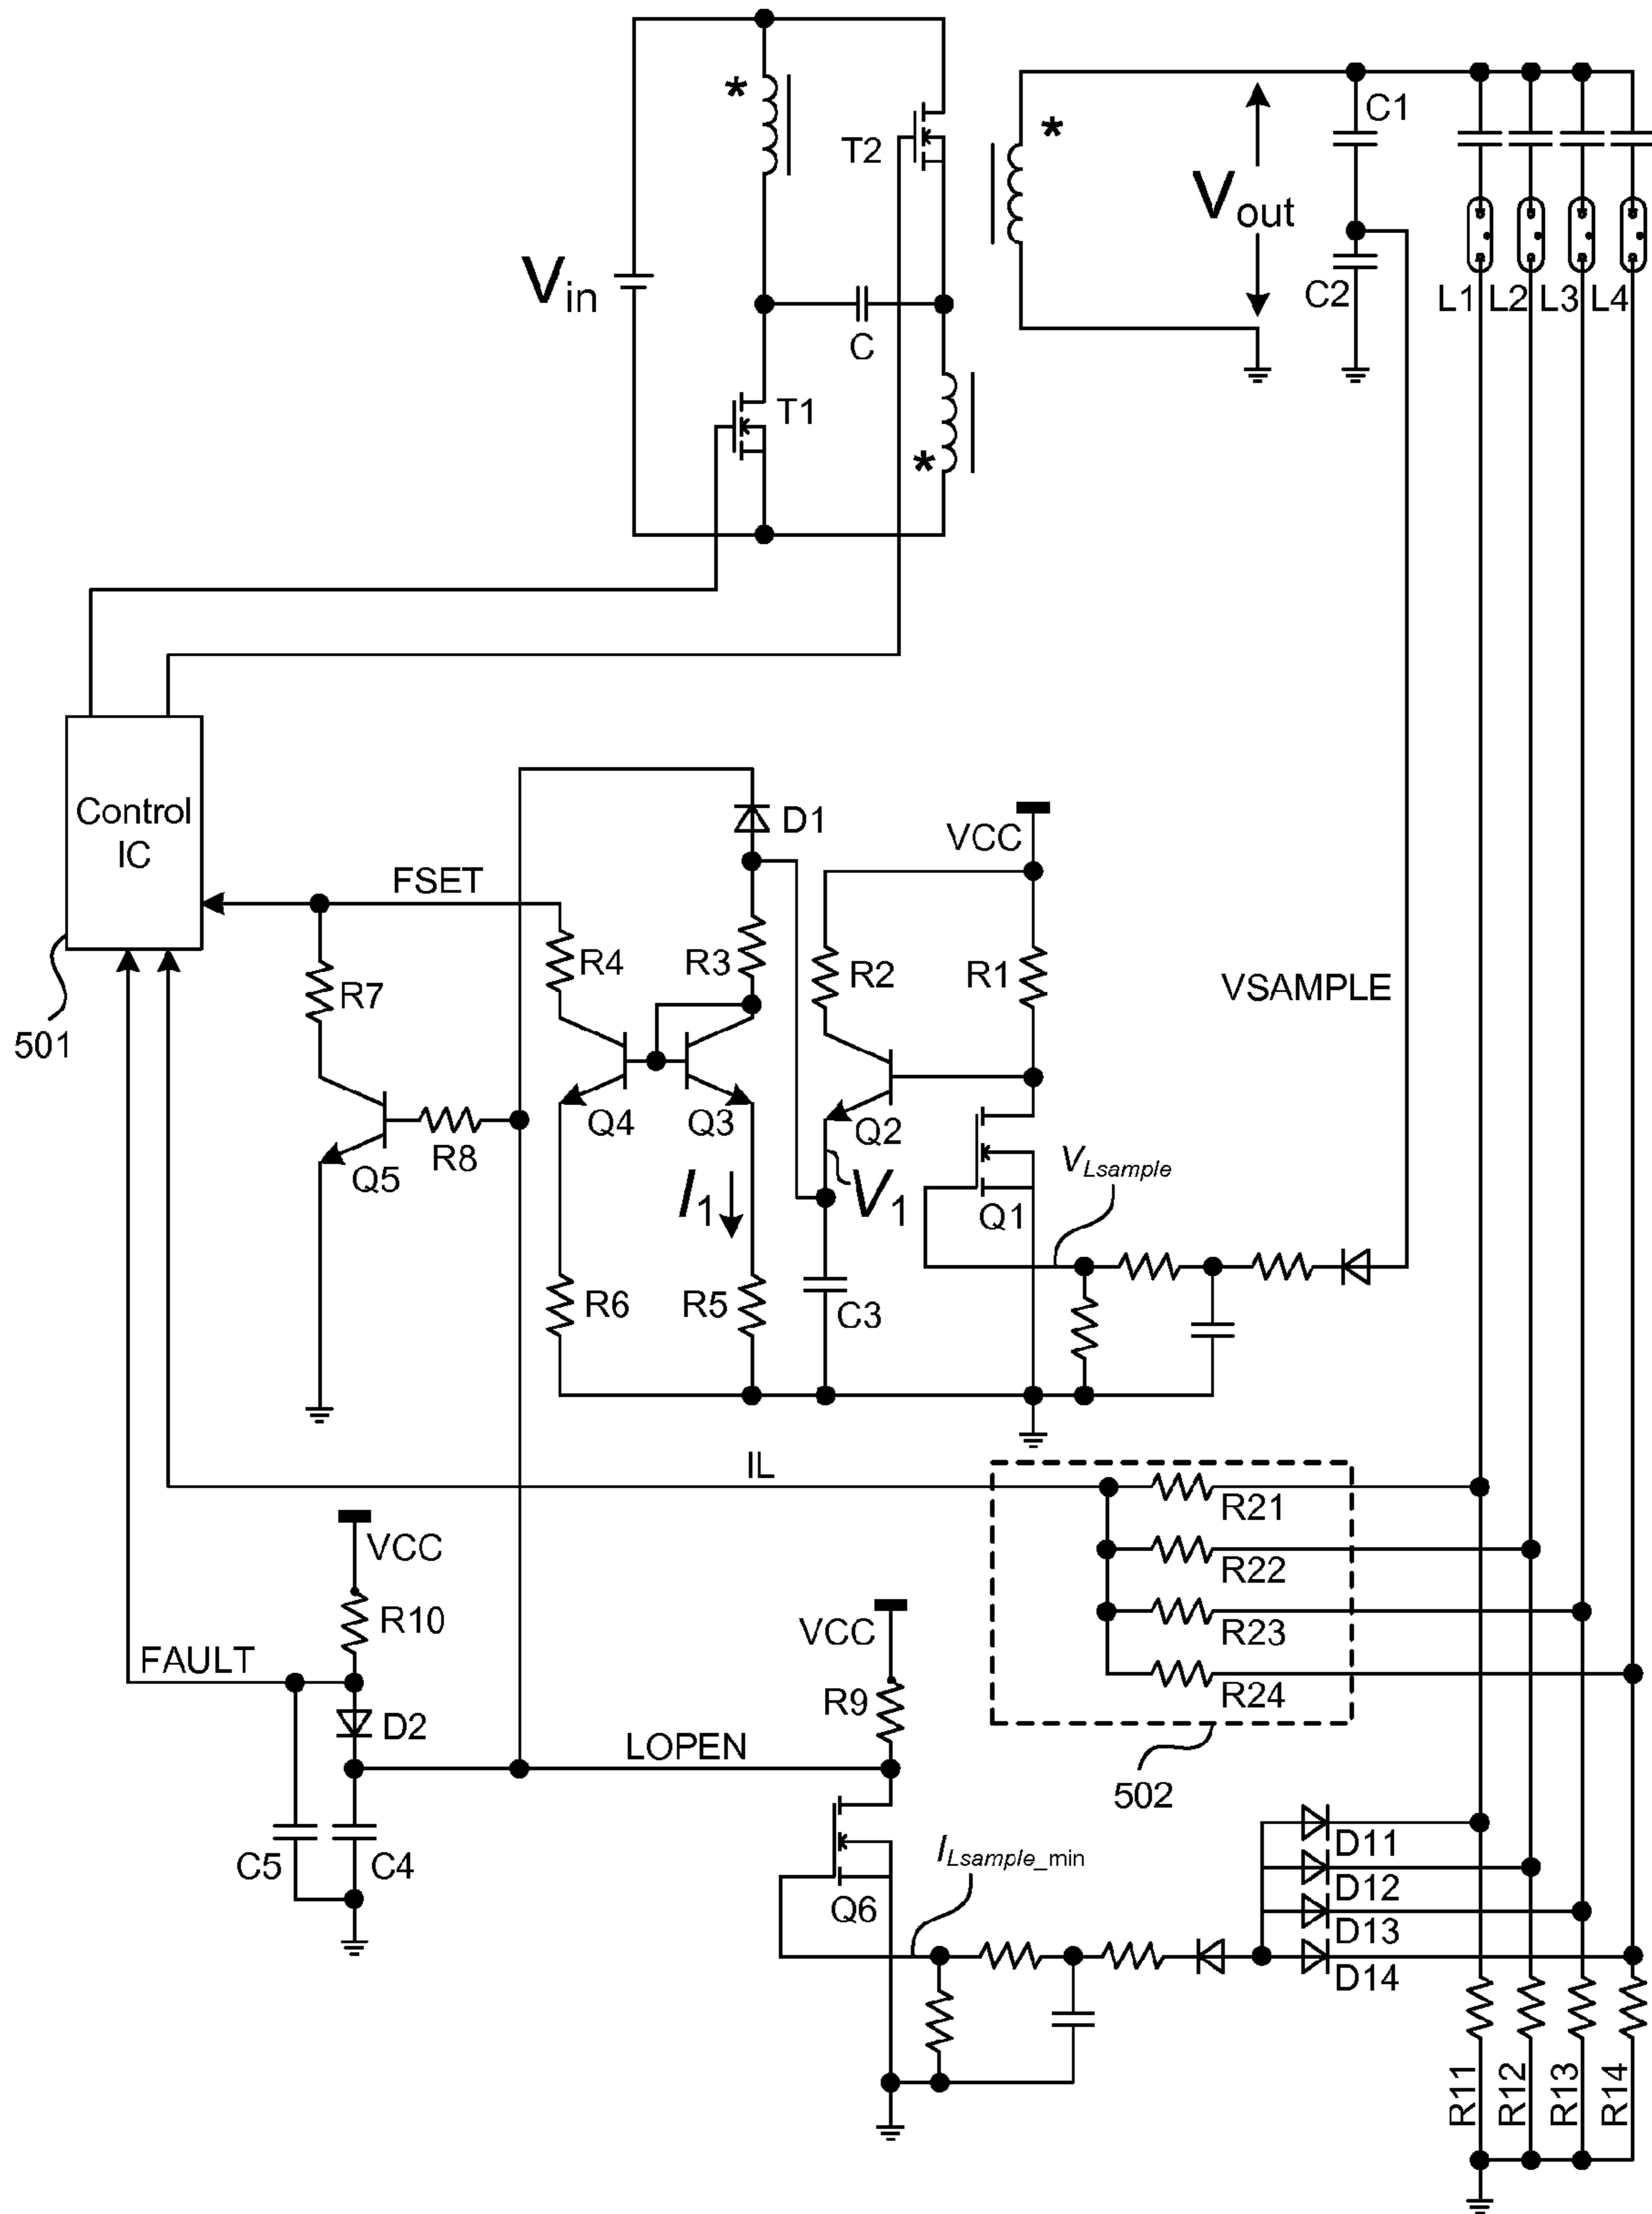 *
T2
*
C1
Vin
Vout
C
C2
L1 L2 L3 L4
T1
*
Control
IC
D1
VCC
FSET
R4
R3
R2
R1
VSAMPLE
R7
501
Q4
Q3
Q2
R8
Q5
I1
V1
VLsample
Q1
R6
R5
C3
IL
R21
VCC
R22
R10
VCC
R23
FAULT
R24
R9
D2
LOPEN
502
C5
C4
ILsample_min
D11
D12
Q6
D13
D14
R11
R12
R13
R14